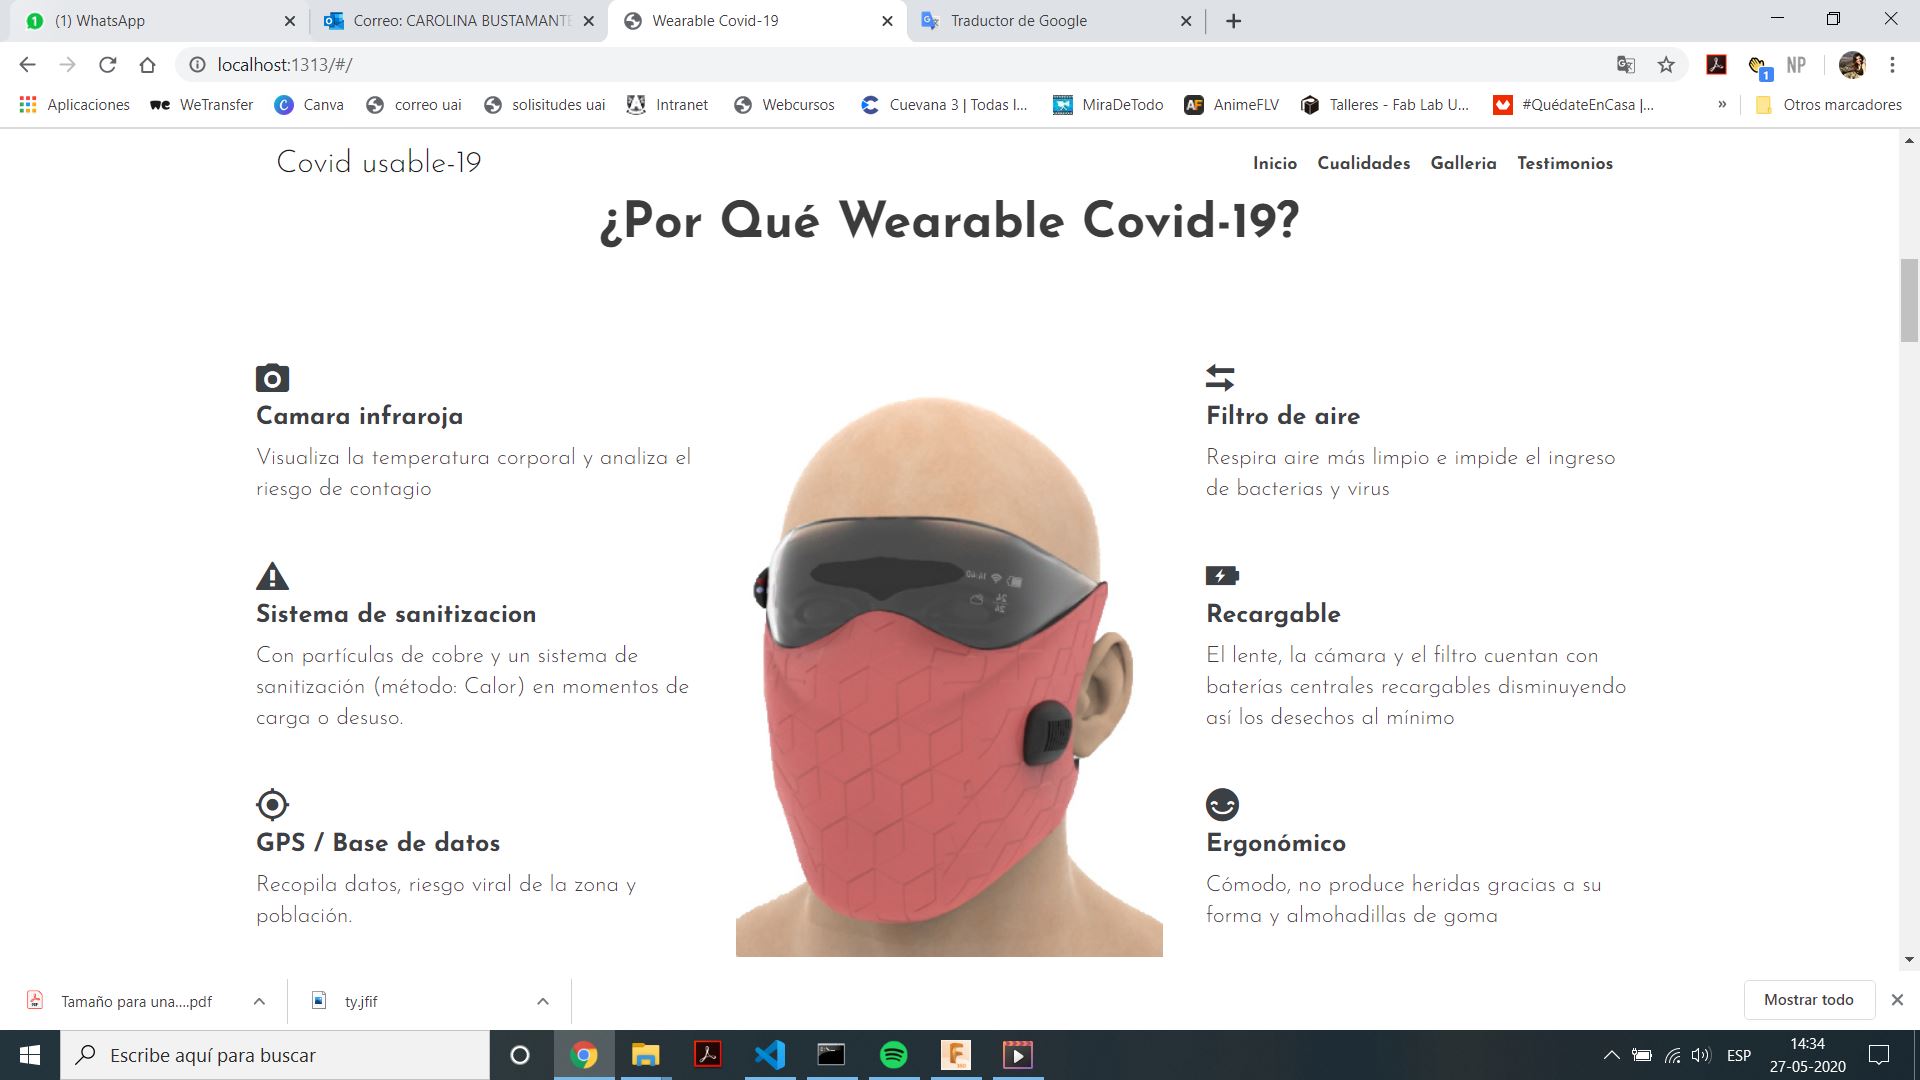 (1) WhatsApp
Correo: CAROLINA BUSTAMANTE
Wearable Covid-19
Traductor de Google
localhost:1313/#/
1
NP
Aplicaciones
WeTransfer
Canva
correo uai
solisitudes uai
Intranet
Webcursos
Cuevana 3 | Todas l...
MiraDeTodo
AnimeFLV
Talleres - Fab Lab U...
#QuédateEnCasa |...
»
Otros marcadores
Covid usable-19
Inicio Cualidades Galleria Testimonios
¿Por Qué Wearable Covid-19?
Camara infraroja
Visualiza la temperatura corporal y analiza el
riesgo de contagio
Sistema de sanitizacion
Con partículas de cobre y un sistema de
sanitización (método: Calor) en momentos de
carga o desuso.
GPS / Base de datos
Recopila datos, riesgo viral de la zona y
población.
Filtro de aire
Respira aire más limpio e impide el ingreso
de bacterias y virus
Recargable
El lente, la cámara y el filtro cuentan con
baterías centrales recargables disminuyendo
así los desechos al mínimo
Ergonómico
Cómodo, no produce heridas gracias a su
forma y almohadillas de goma
Tamaño para una....pdf
ty.jfif
Mostrar todo
Escribe aquí para buscar
ESP
14:34
27-05-2020